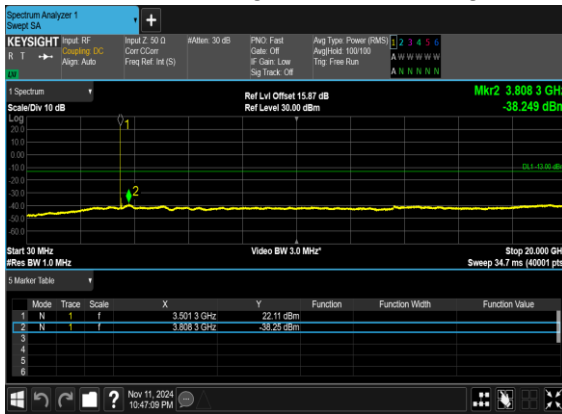 Spectrum Analyzer 1
Swept SA
+
KEYSIGHT Input: RF Input Z: 50 Ω #Atten: 30 dB PNO: Fast Avg Type: Power (RMS) 1 2 3 4 5 6
R T Coupling: DC Corr CCorr Gate: Off Avg|Hold: 100/100 A W W W W W
Align: Auto Freq Ref: Int (S) IF Gain: Low Trig: Free Run
Sig Track: Off A N N N N N
1 Spectrum Ref Lvl Offset 15.87 dB Mkr2 3.808 3 GHz
Scale/Div 10 dB Ref Level 30.00 dBm -38.249 dBm
Log
1
20.0
10.0
0.00
-10.0 DL1 -13.00 dBm
-20.0
-30.0 2
-40.0
-50.0
-60.0
Start 30 MHz Video BW 3.0 MHz* Stop 20.000 GHz
#Res BW 1.0 MHz Sweep 34.7 ms (40001 pts)
5 Marker Table
Mode Trace Scale X Y Function Function Width Function Value
1 N 1 f 3.501 3 GHz 22.11 dBm
2 N 1 f 3.808 3 GHz -38.25 dBm
3
4
5
6
? Nov 11, 2024
10:47:09 PM